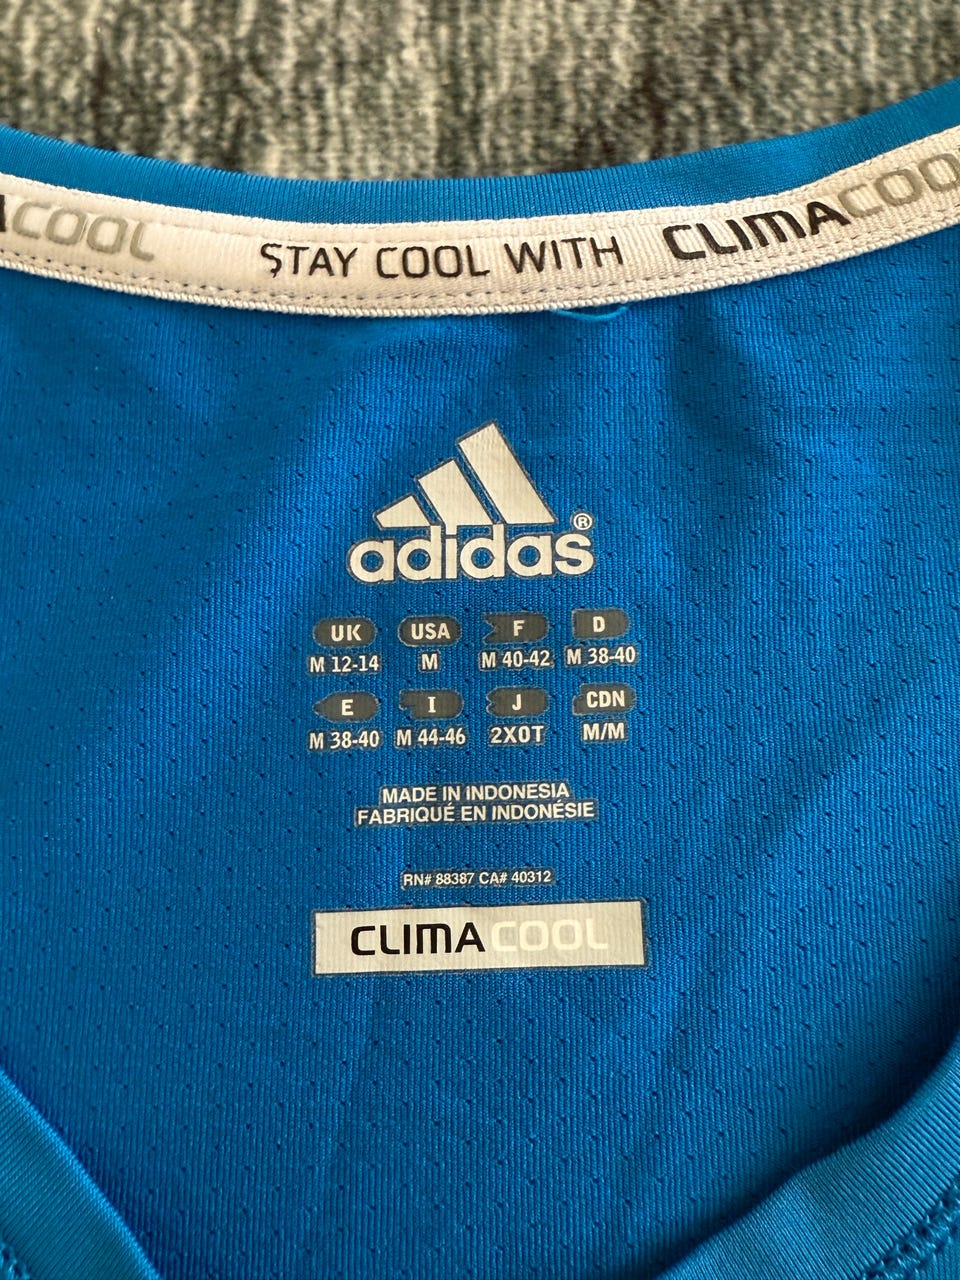 COOL STAY COOL WITH CLIMACOOL
adidas®
UK USA F D
M 12-14 M M 40-42 M 38-40
E I J CDN
M 38-40 M 44-46 2XOT M/M
MADE IN INDONESIA
FABRIQUÉ EN INDONÉSIE
RN# 88387 CA# 40312
CLIMACOOL